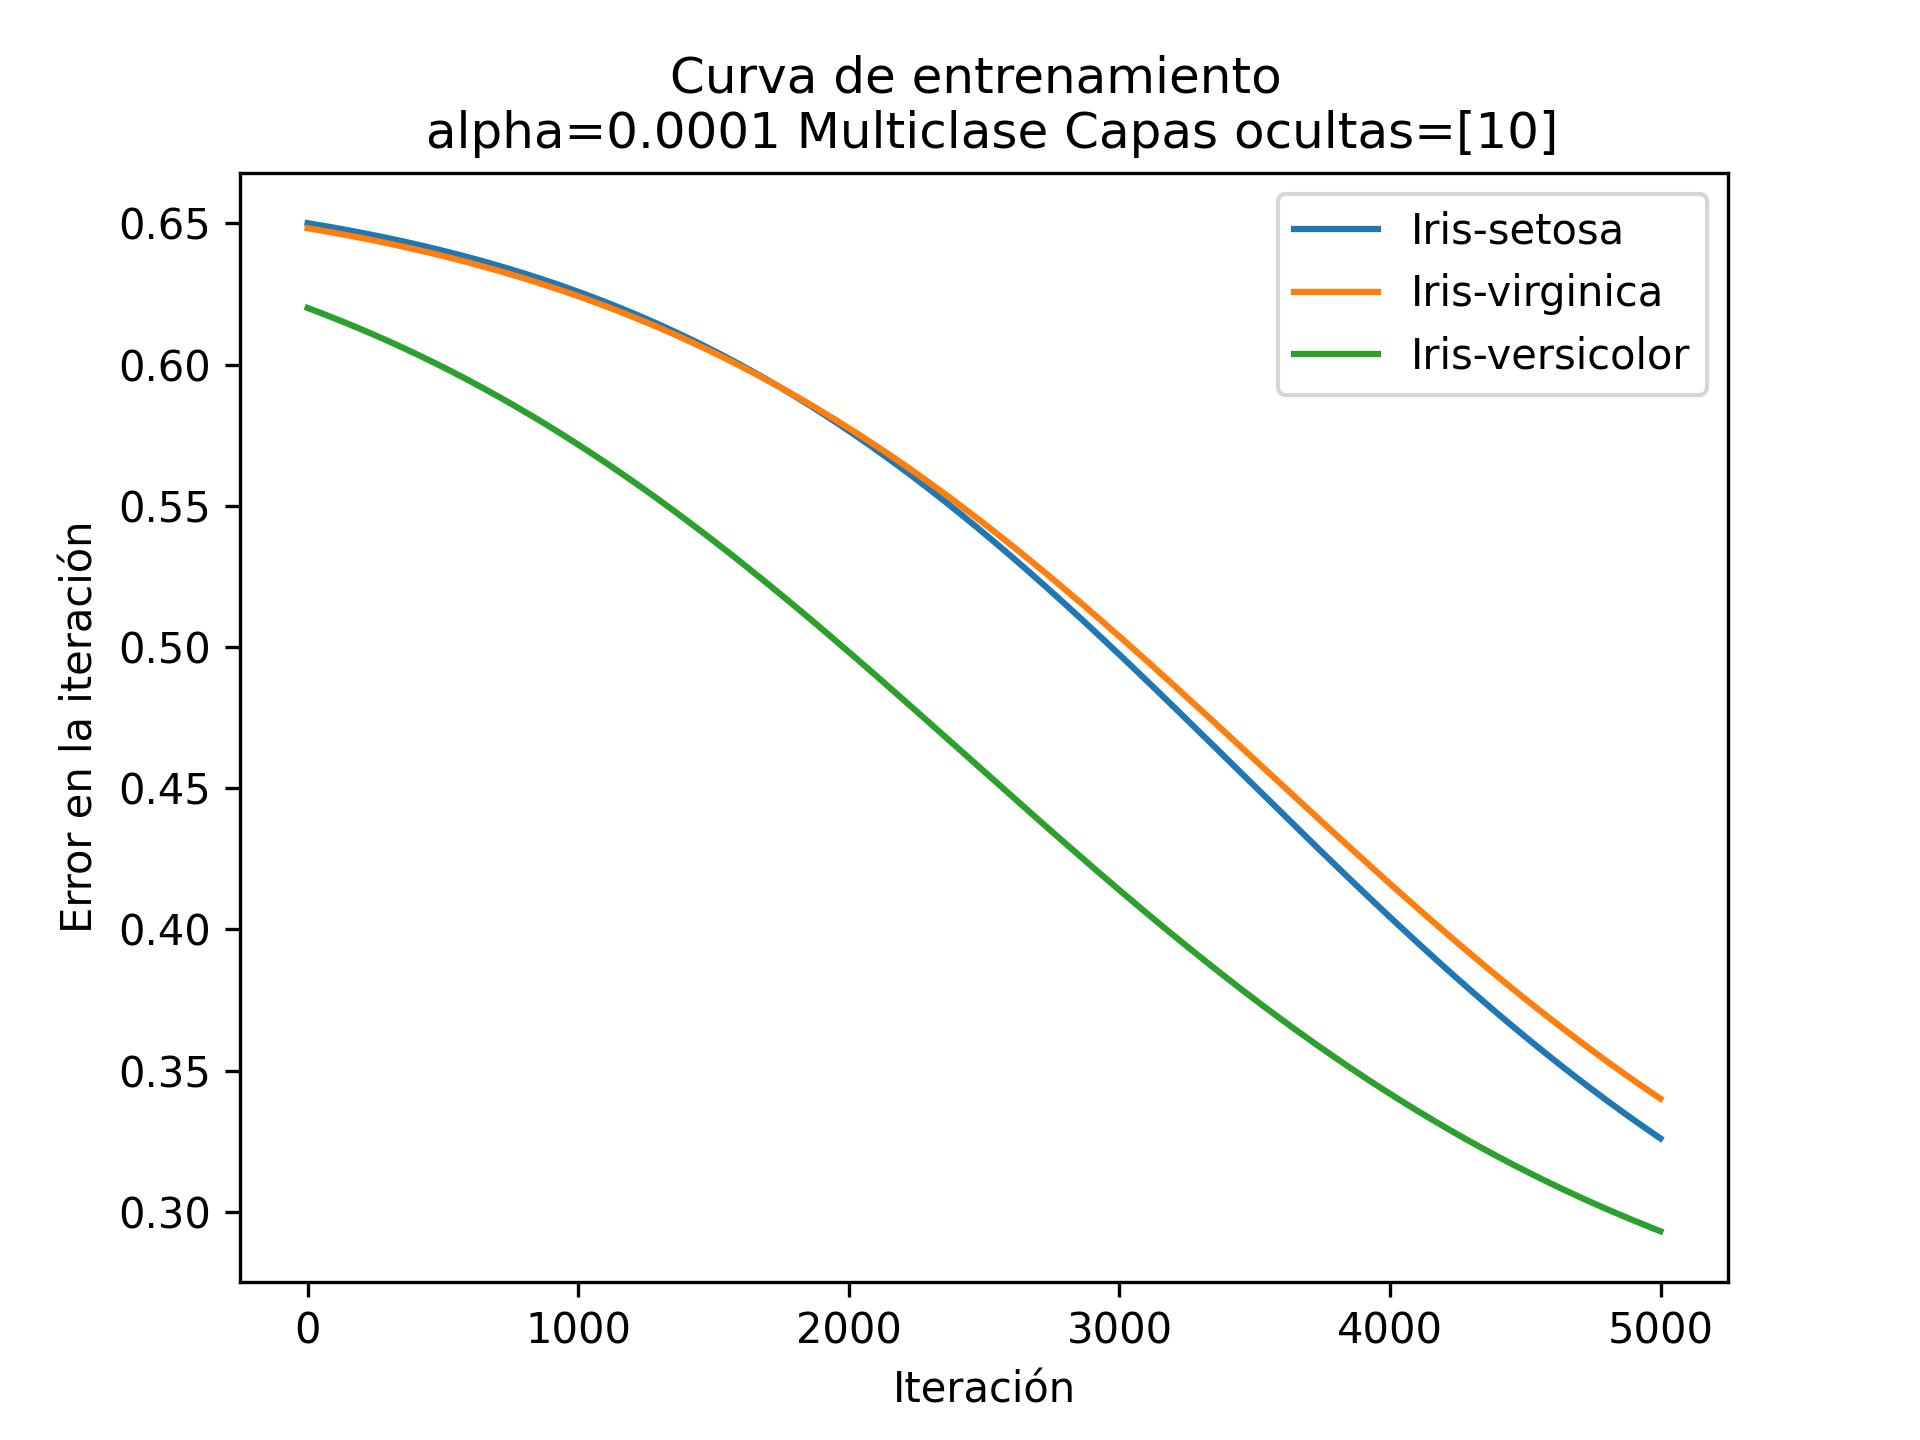 Curva de entrenamiento
alpha=0.0001 Multiclase Capas ocultas=[10]
Iris-setosa
Iris-virginica
Iris-versicolor
Error en la iteración
0.65
0.60
0.55
0.50
0.45
0.40
0.35
0.30
0 1000 2000 3000 4000 5000
Iteración